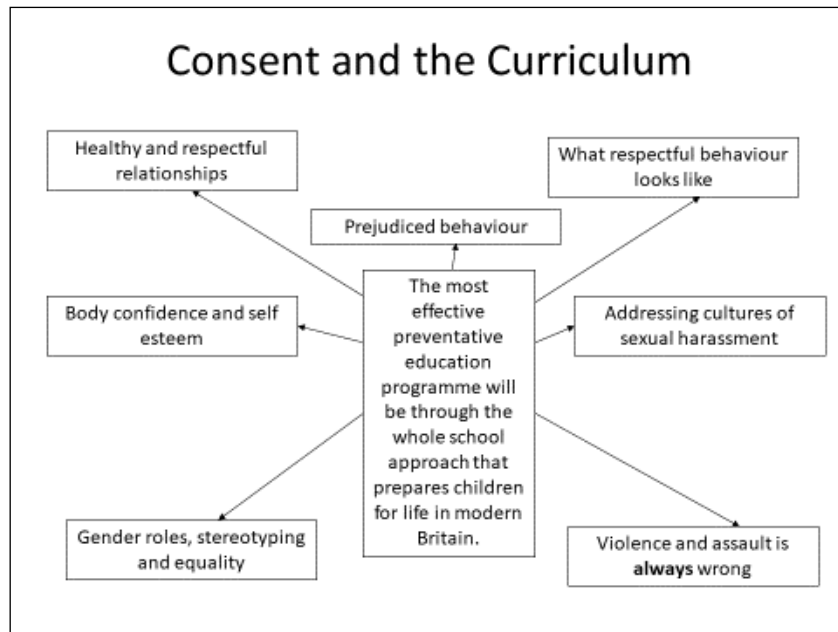 Consent and the Curriculum
Healthy and respectful
relationships
What respectful behaviour
looks like
Prejudiced behaviour
Body confidence and self
esteem
The most
effective
preventative
education
programme will
be through the
whole school
approach that
prepares children
for life in modern
Britain.
Addressing cultures of
sexual harassment
Gender roles, stereotyping
and equality
Violence and assault is
always wrong